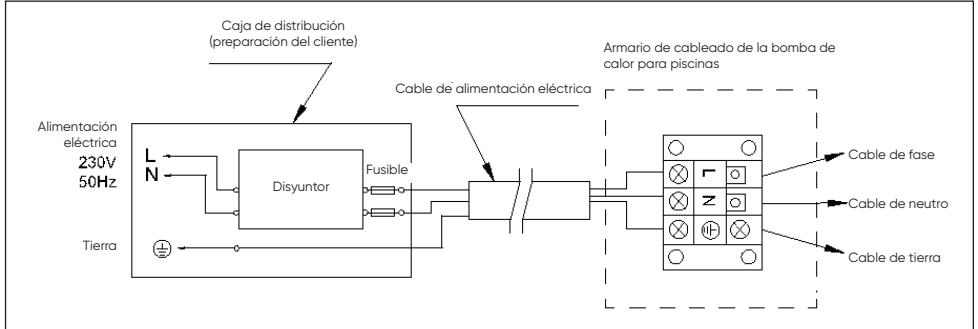 Caja de distribución
(preparación del cliente)
Armario de cableado de la bomba de
calor para piscinas
Cable de alimentación eléctrica
Alimentación
eléctrica
230V
50Hz
L
N
Disyuntor
Fusible
Tierra
L
N
Cable de fase
Cable de neutro
Cable de tierra